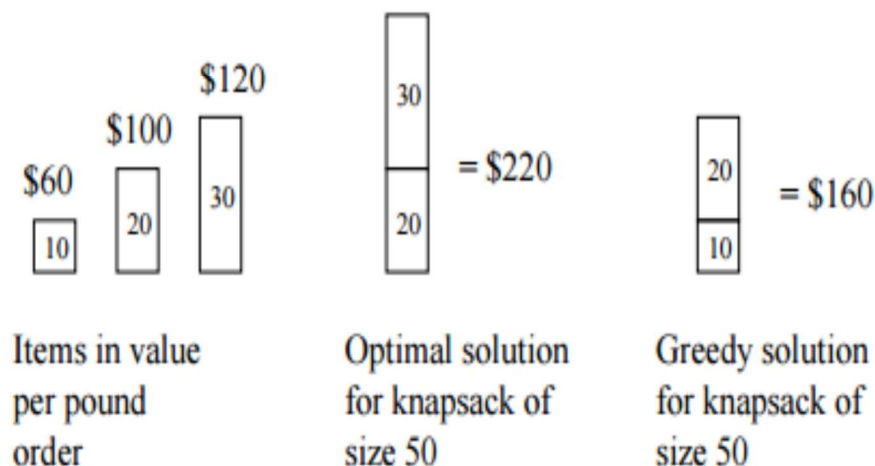 $60
10
$100
20
$120
30
30
20
= $220
20
10
= $160
Items in value
per pound
order
Optimal solution
for knapsack of
size 50
Greedy solution
for knapsack of
size 50